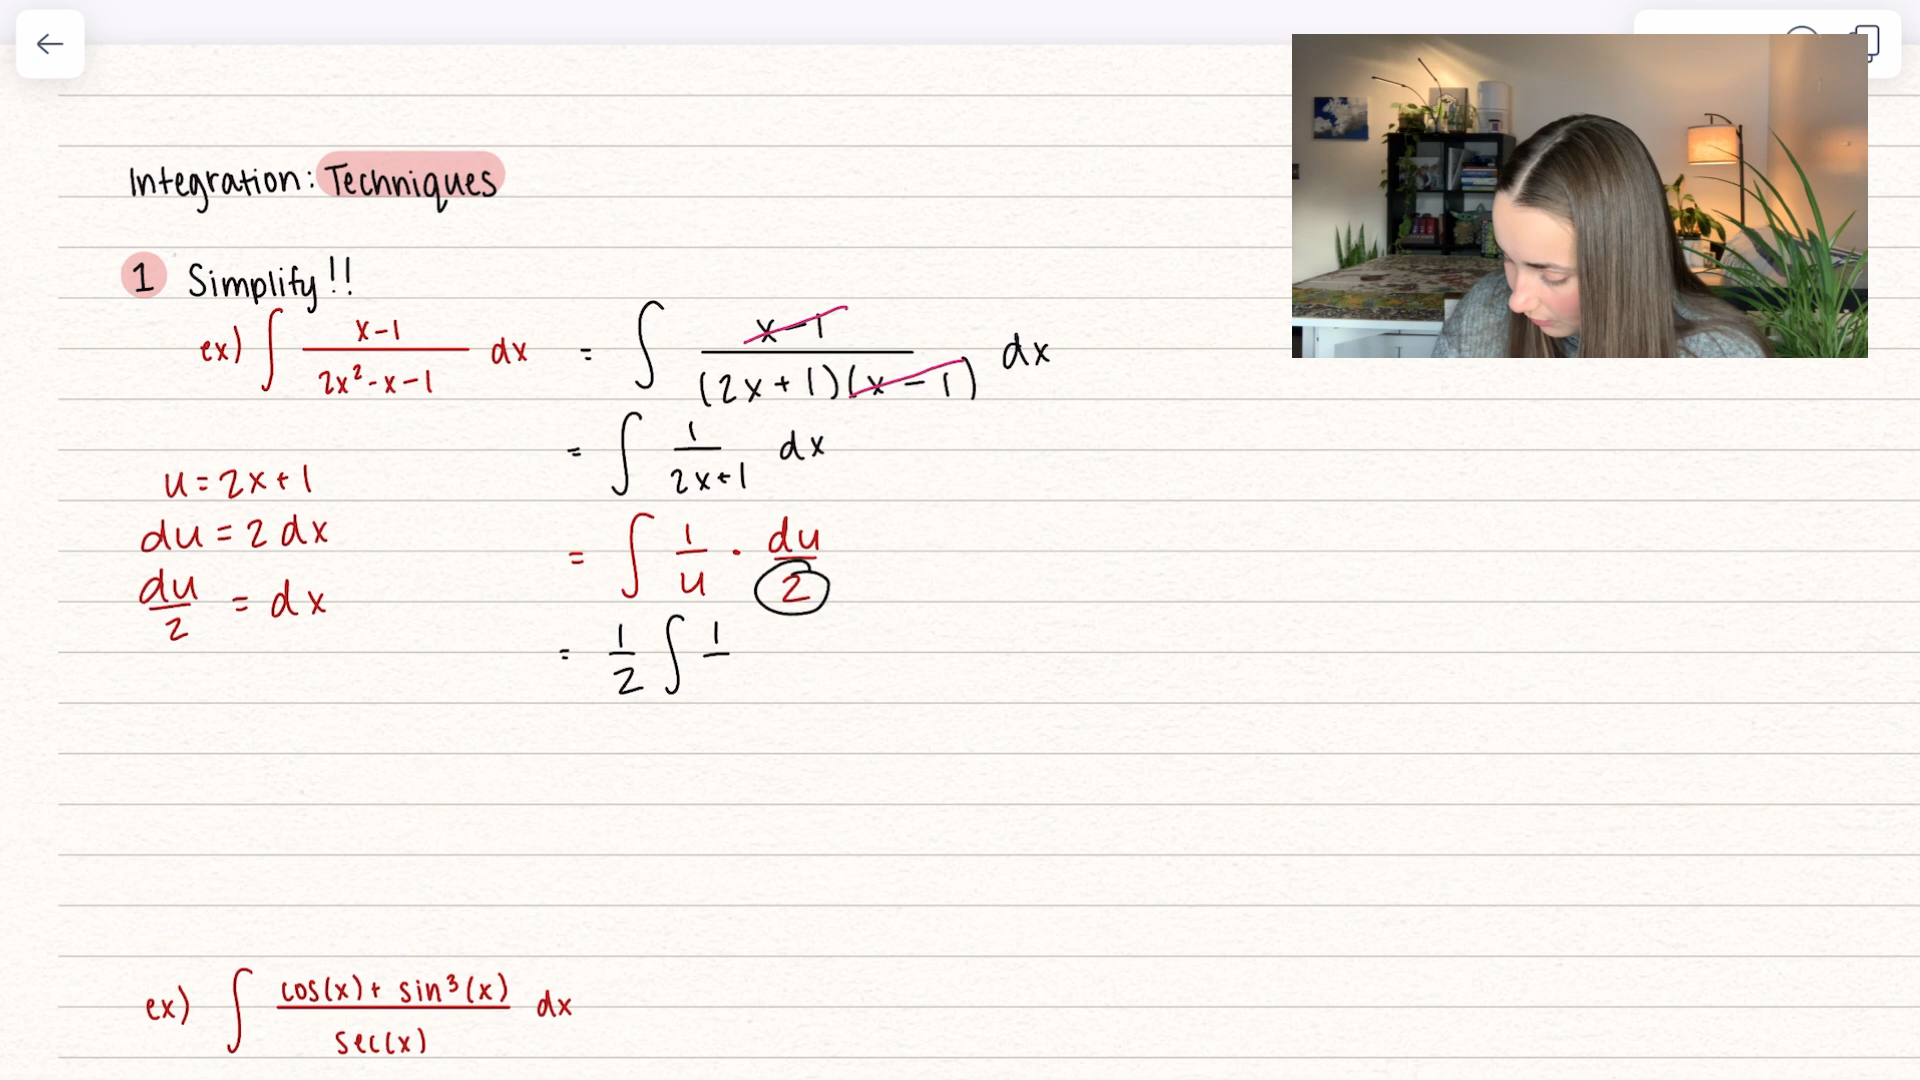 Integration: Techniques
1 Simplify!!
ex) ∫ x-1 / 2x²-x-1 dx = ∫ x-1 / (2x+1)(x-1) dx
= ∫ 1 / 2x+1 dx
u = 2x+1
du = 2 dx
= ∫ 1/u · du/2
du/2 = dx
= 1/2 ∫ 1
ex) ∫ cos(x)+ sin³(x) / sec(x) dx